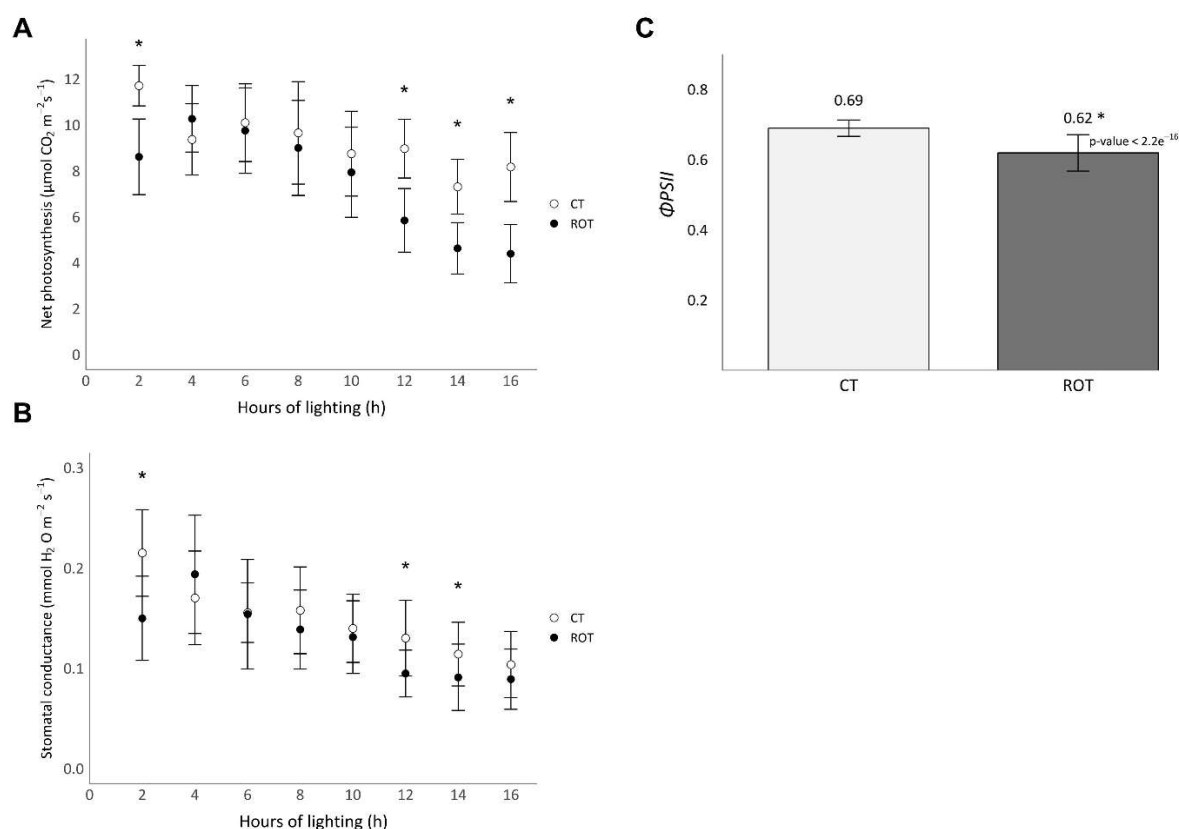 A
*
*
*
*
Net photosynthesis (μmol CO₂ m⁻² s⁻¹)
12
10
8
6
4
2
0
0 2 4 6 8 10 12 14 16
Hours of lighting (h)
CT
ROT
B
*
*
*
Stomatal conductance (mmol H₂ O m⁻² s⁻¹)
0.3
0.2
0.1
0.0
0 2 4 6 8 10 12 14 16
Hours of lighting (h)
CT
ROT
C
ΦPSII
0.8
0.6
0.4
0.2
0.69
0.62 *
p-value < 2.2e⁻¹⁶
CT ROT